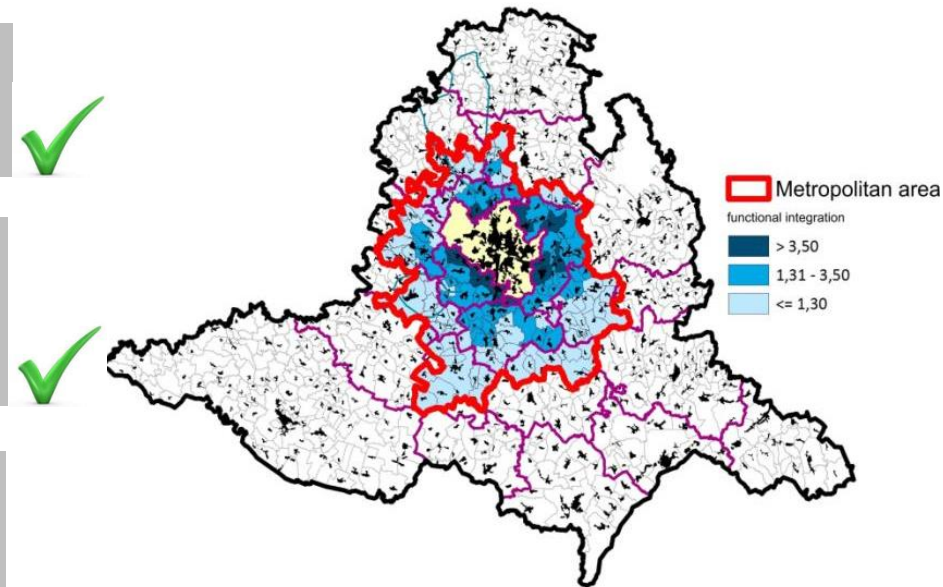 Metropolitan area
functional integration
> 3,50
1,31 - 3,50
<= 1,30